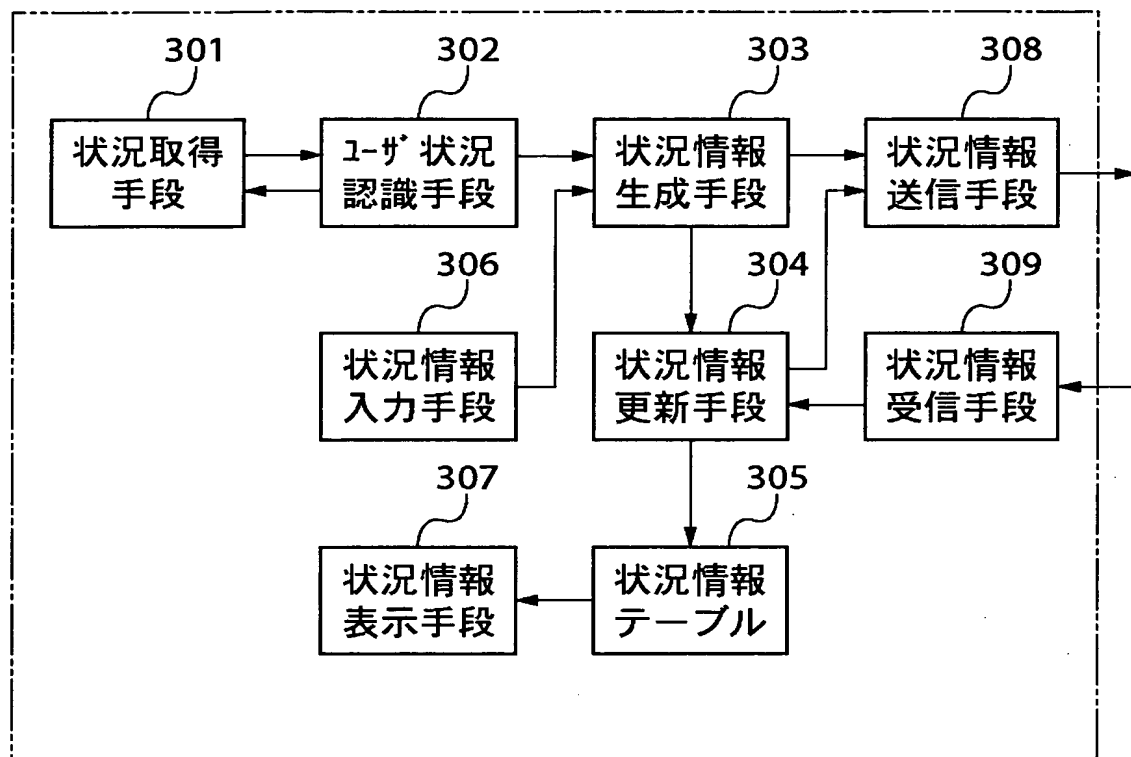 301
302
303
308
状況取得
手段
ユーザ状況
認識手段
状況情報
生成手段
状況情報
送信手段
306
304
309
状況情報
入力手段
状況情報
更新手段
状況情報
受信手段
307
305
状況情報
表示手段
状況情報
テーブル